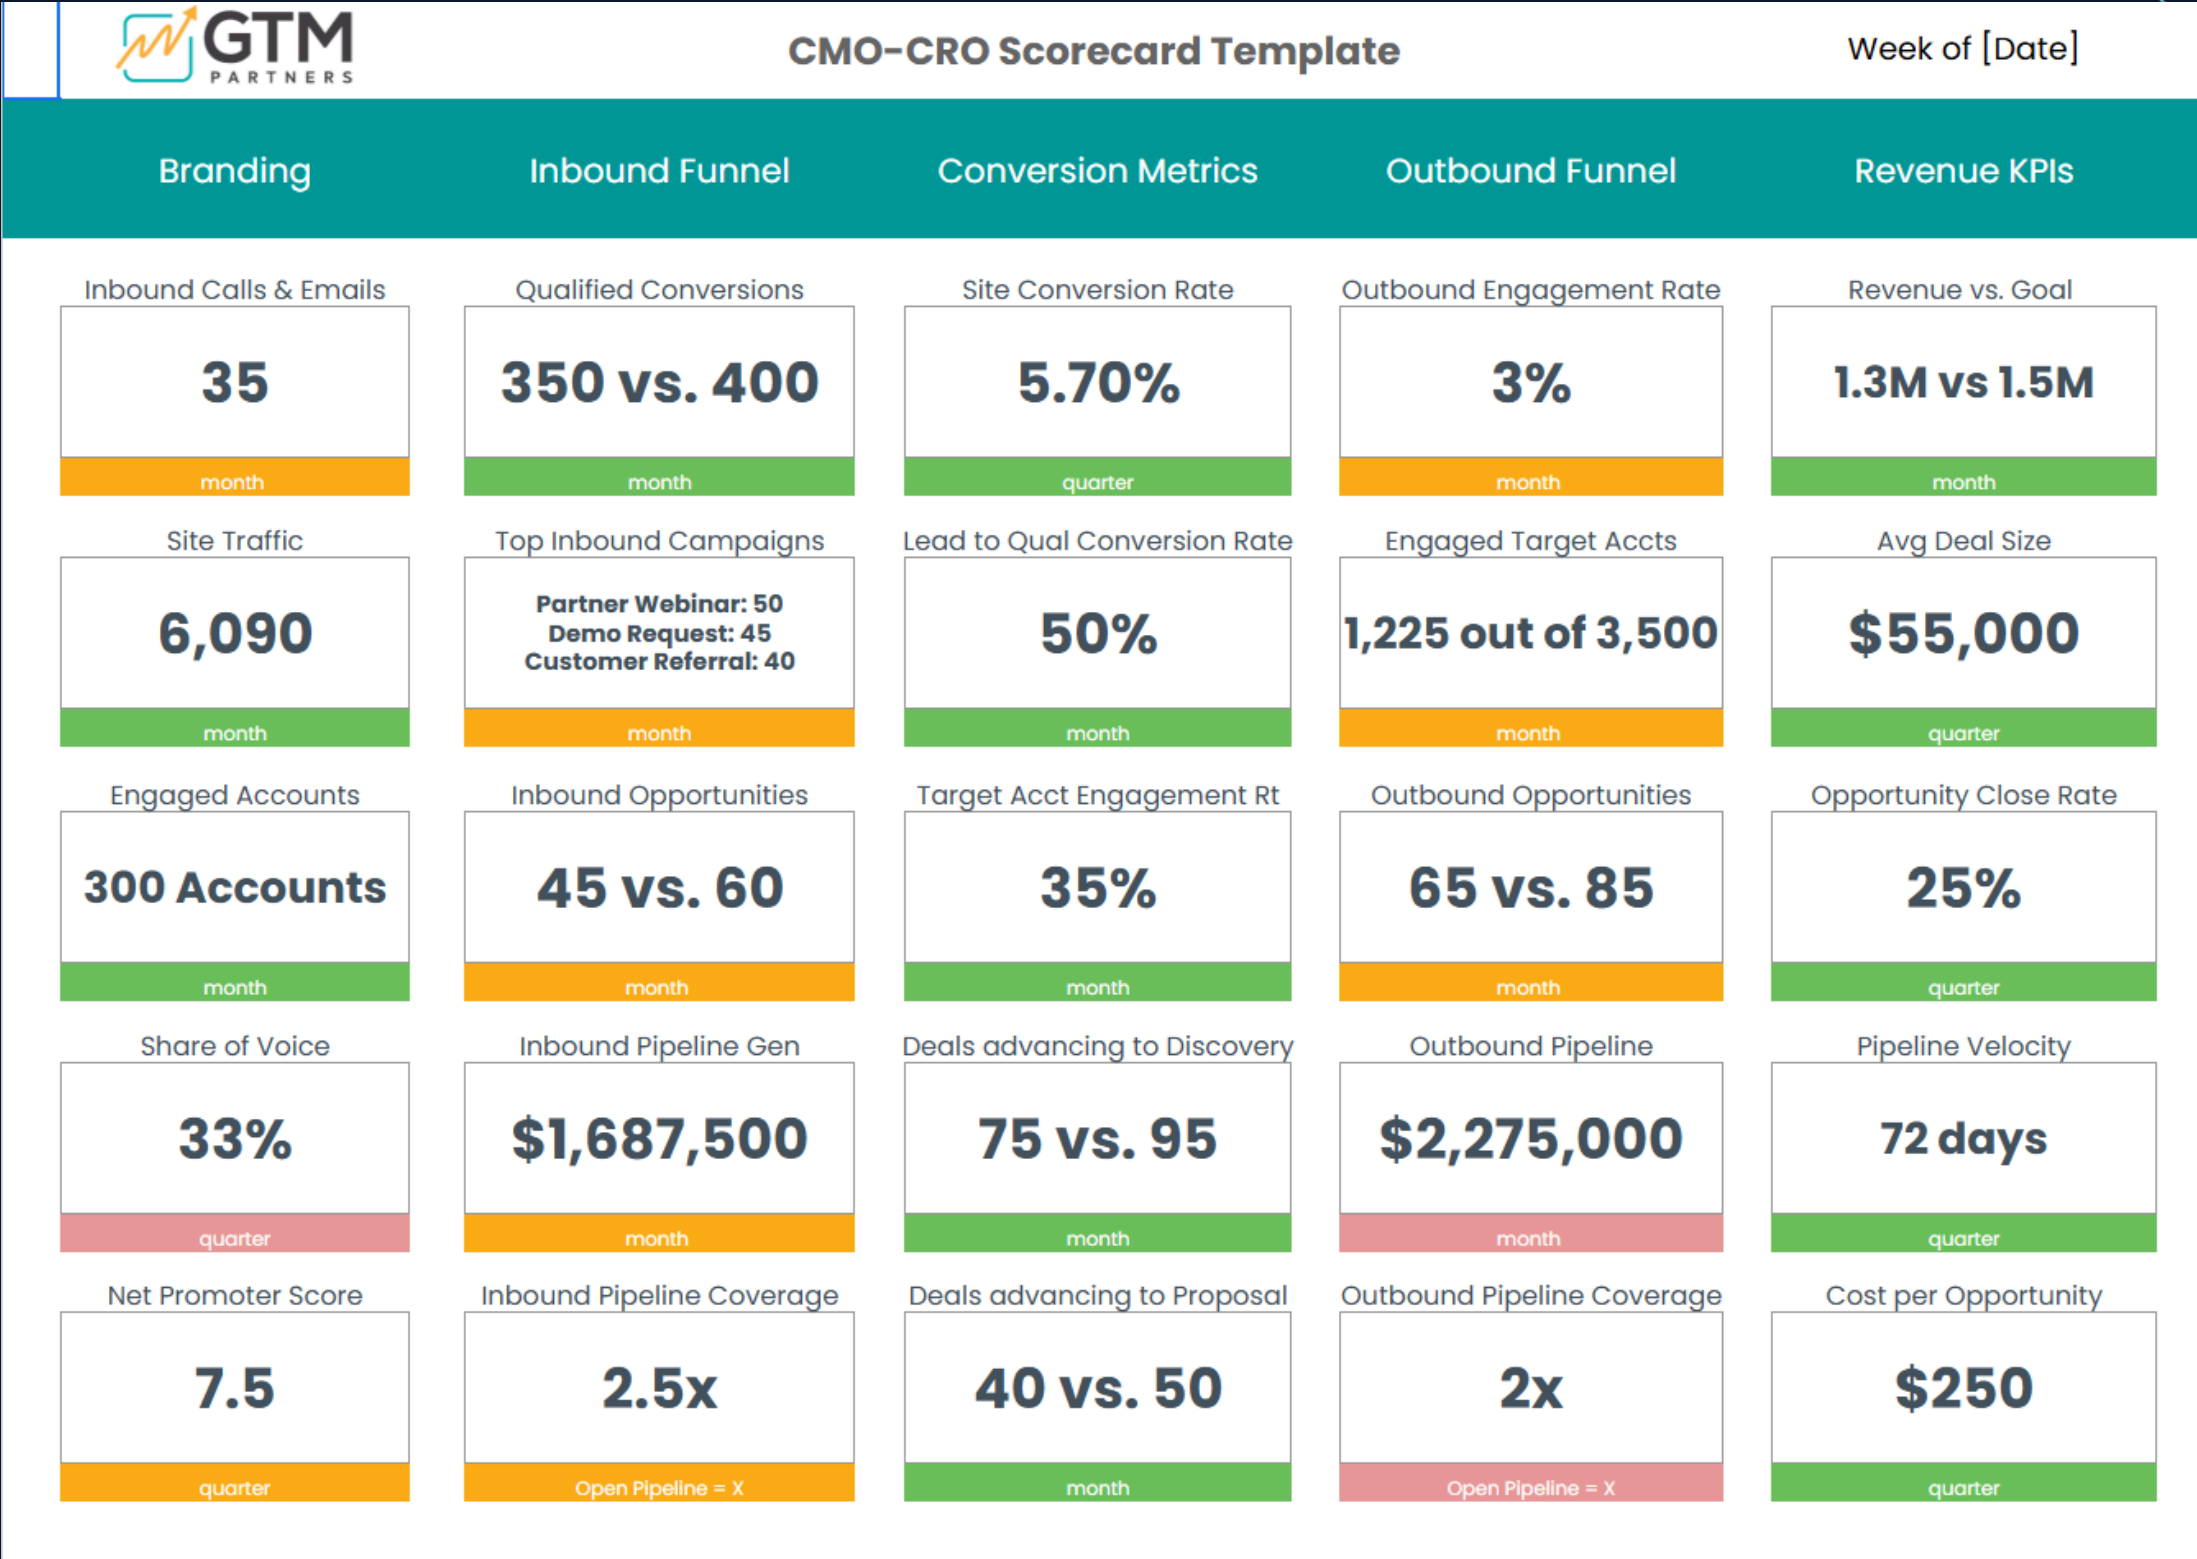 GTM
PARTNERS
CMO-CRO Scorecard Template
Week of [Date]
Branding
Inbound Funnel
Conversion Metrics
Outbound Funnel
Revenue KPIs
Inbound Calls & Emails
Qualified Conversions
Site Conversion Rate
Outbound Engagement Rate
Revenue vs. Goal
35
350 vs. 400
5.70%
3%
1.3M vs 1.5M
month
month
quarter
month
month
Site Traffic
Top Inbound Campaigns
Lead to Qual Conversion Rate
Engaged Target Accts
Avg Deal Size
6,090
Partner Webinar: 50
Demo Request: 45
Customer Referral: 40
50%
1,225 out of 3,500
$55,000
month
month
month
month
quarter
Engaged Accounts
Inbound Opportunities
Target Acct Engagement Rt
Outbound Opportunities
Opportunity Close Rate
300 Accounts
45 vs. 60
35%
65 vs. 85
25%
month
month
month
month
quarter
Share of Voice
Inbound Pipeline Gen
Deals advancing to Discovery
Outbound Pipeline
Pipeline Velocity
33%
$1,687,500
75 vs. 95
$2,275,000
72 days
quarter
month
month
month
quarter
Net Promoter Score
Inbound Pipeline Coverage
Deals advancing to Proposal
Outbound Pipeline Coverage
Cost per Opportunity
7.5
2.5x
40 vs. 50
2x
$250
quarter
Open Pipeline = X
month
Open Pipeline = X
quarter